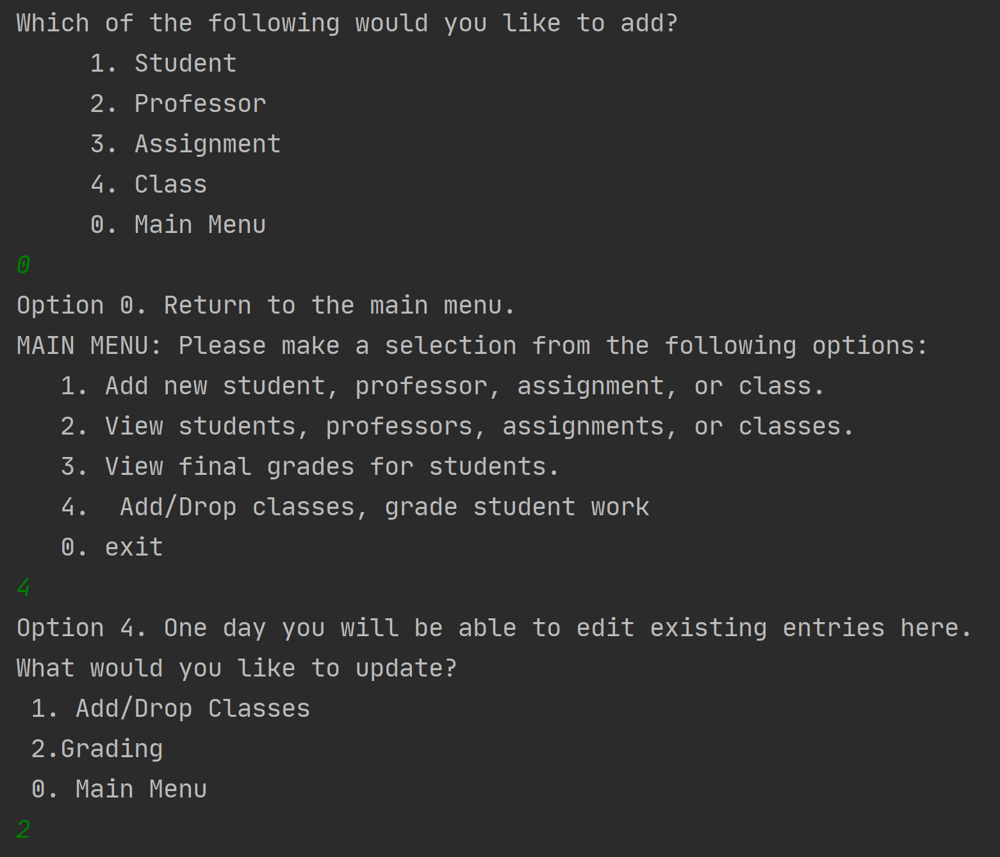 Which of the following would you like to add?
     1. Student
     2. Professor
     3. Assignment
     4. Class
     0. Main Menu
0
Option 0. Return to the main menu.
MAIN MENU: Please make a selection from the following options:
   1. Add new student, professor, assignment, or class.
   2. View students, professors, assignments, or classes.
   3. View final grades for students.
   4.  Add/Drop classes, grade student work
   0. exit
4
Option 4. One day you will be able to edit existing entries here.
What would you like to update?
 1. Add/Drop Classes
 2.Grading
 0. Main Menu
2